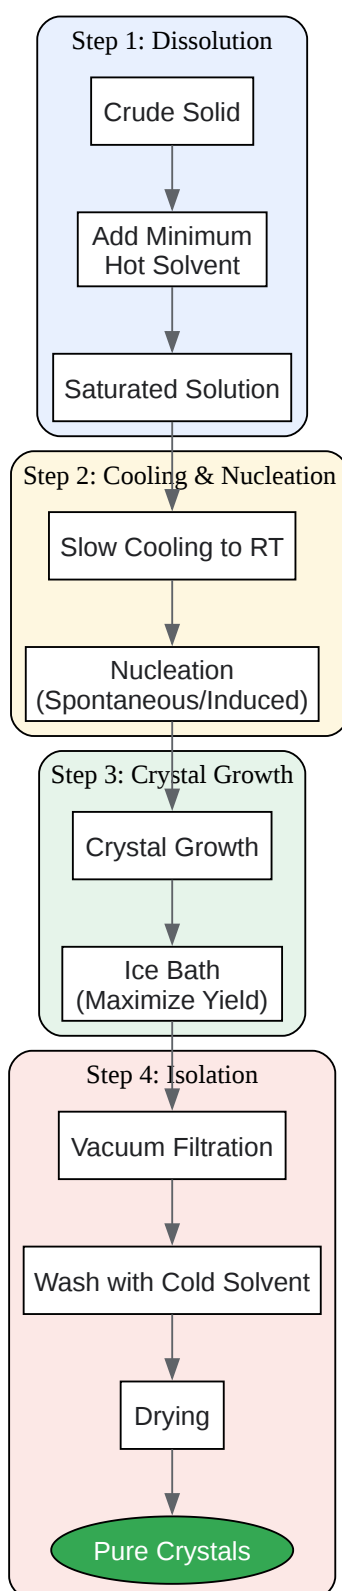 Step 1: Dissolution
Crude Solid
Add Minimum
Hot Solvent
Saturated Solution
Step 2: Cooling & Nucleation
Slow Cooling to RT
Nucleation
(Spontaneous/Induced)
Step 3: Crystal Growth
Crystal Growth
Ice Bath
(Maximize Yield)
Step 4: Isolation
Vacuum Filtration
Wash with Cold Solvent
Drying
Pure Crystals